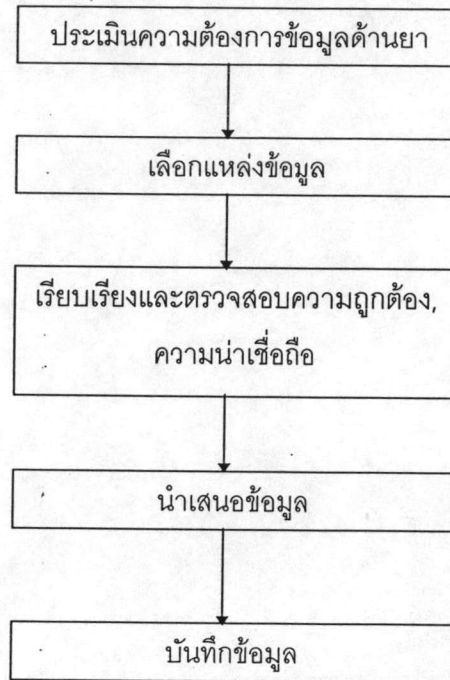 ประเมินความต้องการข้อมูลด้านยา
เลือกแหล่งข้อมูล
เรียบเรียงและตรวจสอบความถูกต้อง,
ความน่าเชื่อถือ
นำเสนอข้อมูล
บันทึกข้อมูล